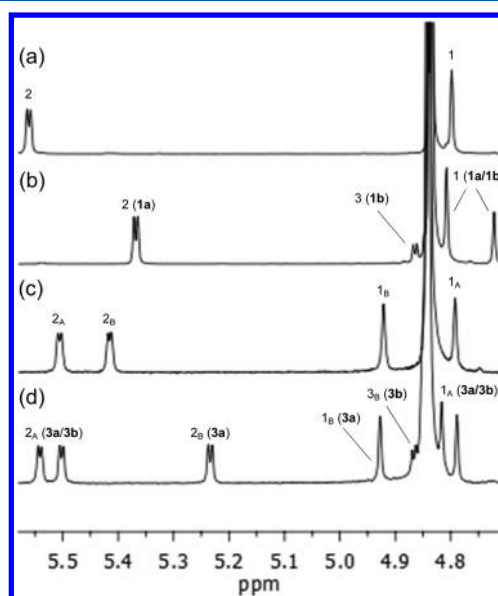 (a)
2
1
(b)
2 (1a)
3 (1b)
1 (1a/1b
(c)
2A
2B
1B
1A
(d)
2A (3a/3b)
2B (3a)
1B (3a)
3B (3b)
1A (3a/3b)
5.5 5.4 5.3 5.2 5.1 5.0 4.9 4.8
ppm